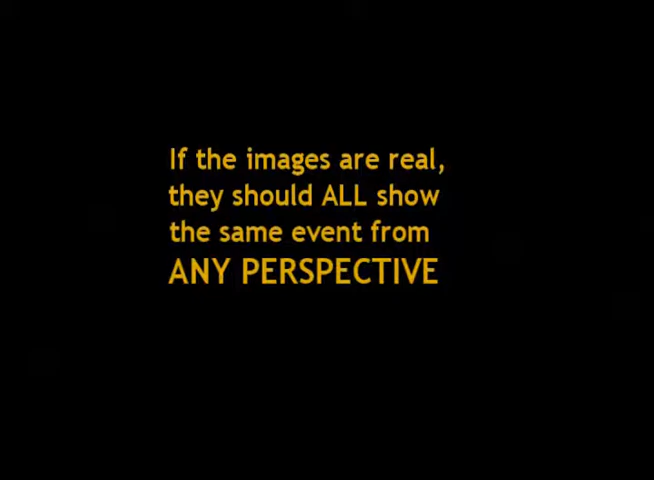 If the images are real,
they should ALL show
the same event from
ANY PERSPECTIVE